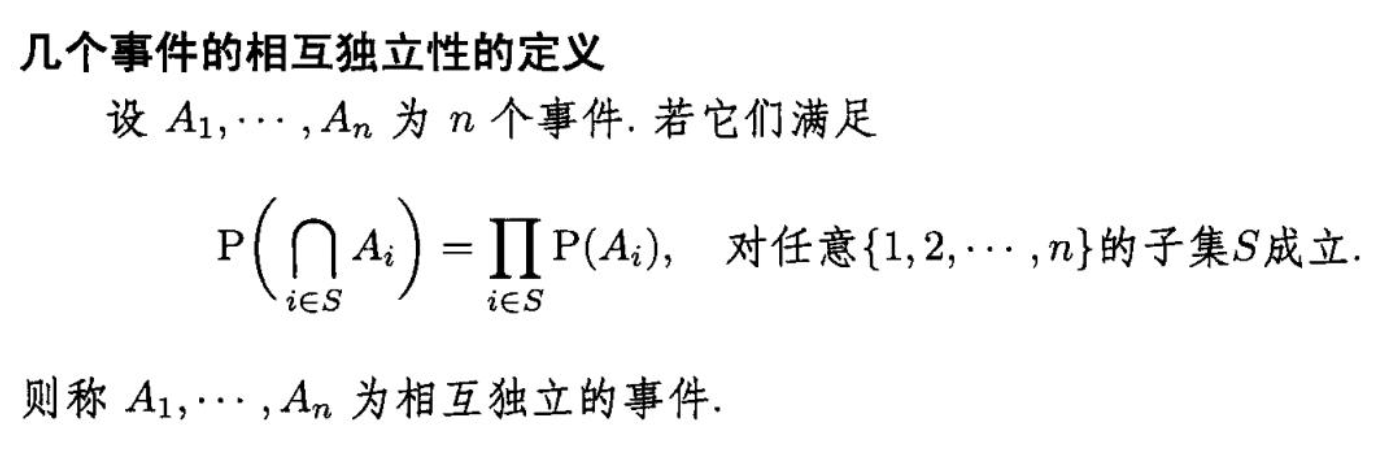 几个事件的相互独立性的定义
设 $A_1, \cdots, A_n$ 为 $n$ 个事件. 若它们满足
$$\mathrm{P}\left(\bigcap_{i \in S} A_i\right) = \prod_{i \in S} \mathrm{P}(A_i), \quad 对任意\{1, 2, \cdots, n\}的子集S成立.$$
则称 $A_1, \cdots, A_n$ 为相互独立的事件.